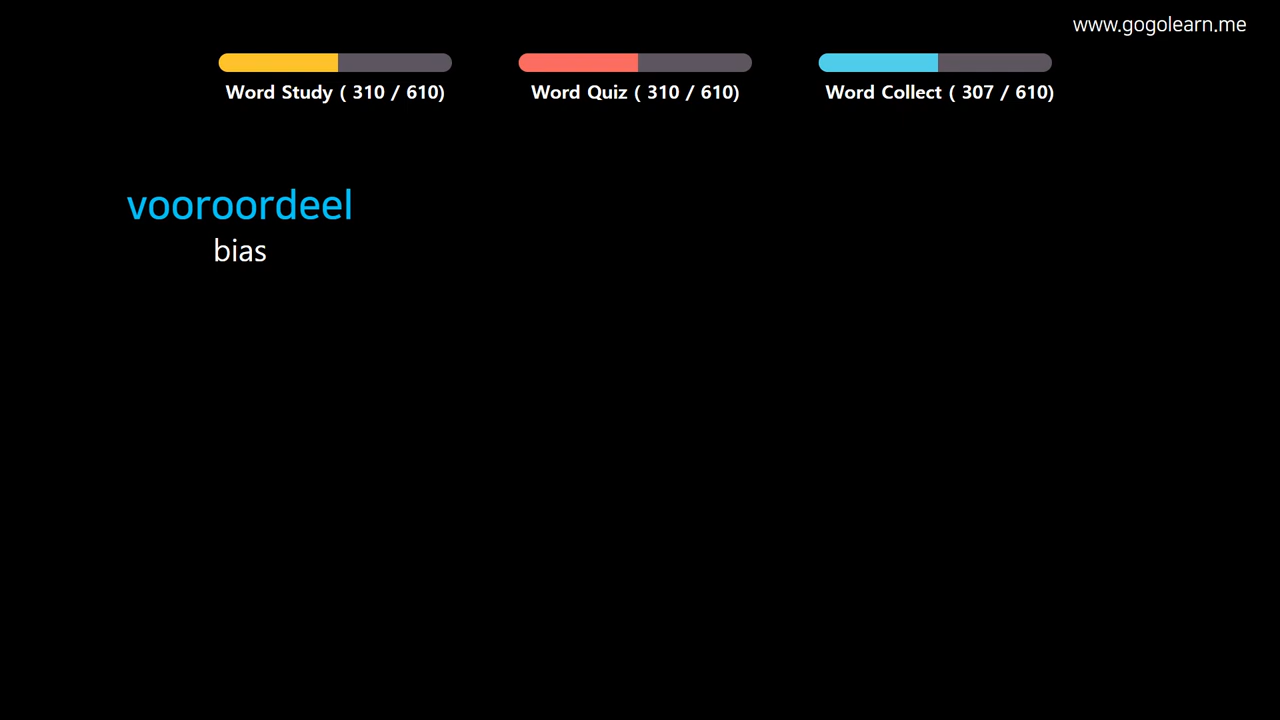 www.gogolearn.me
Word Study ( 310 / 610)
Word Quiz ( 310 / 610)
Word Collect ( 307 / 610)
vooroordeel
bias